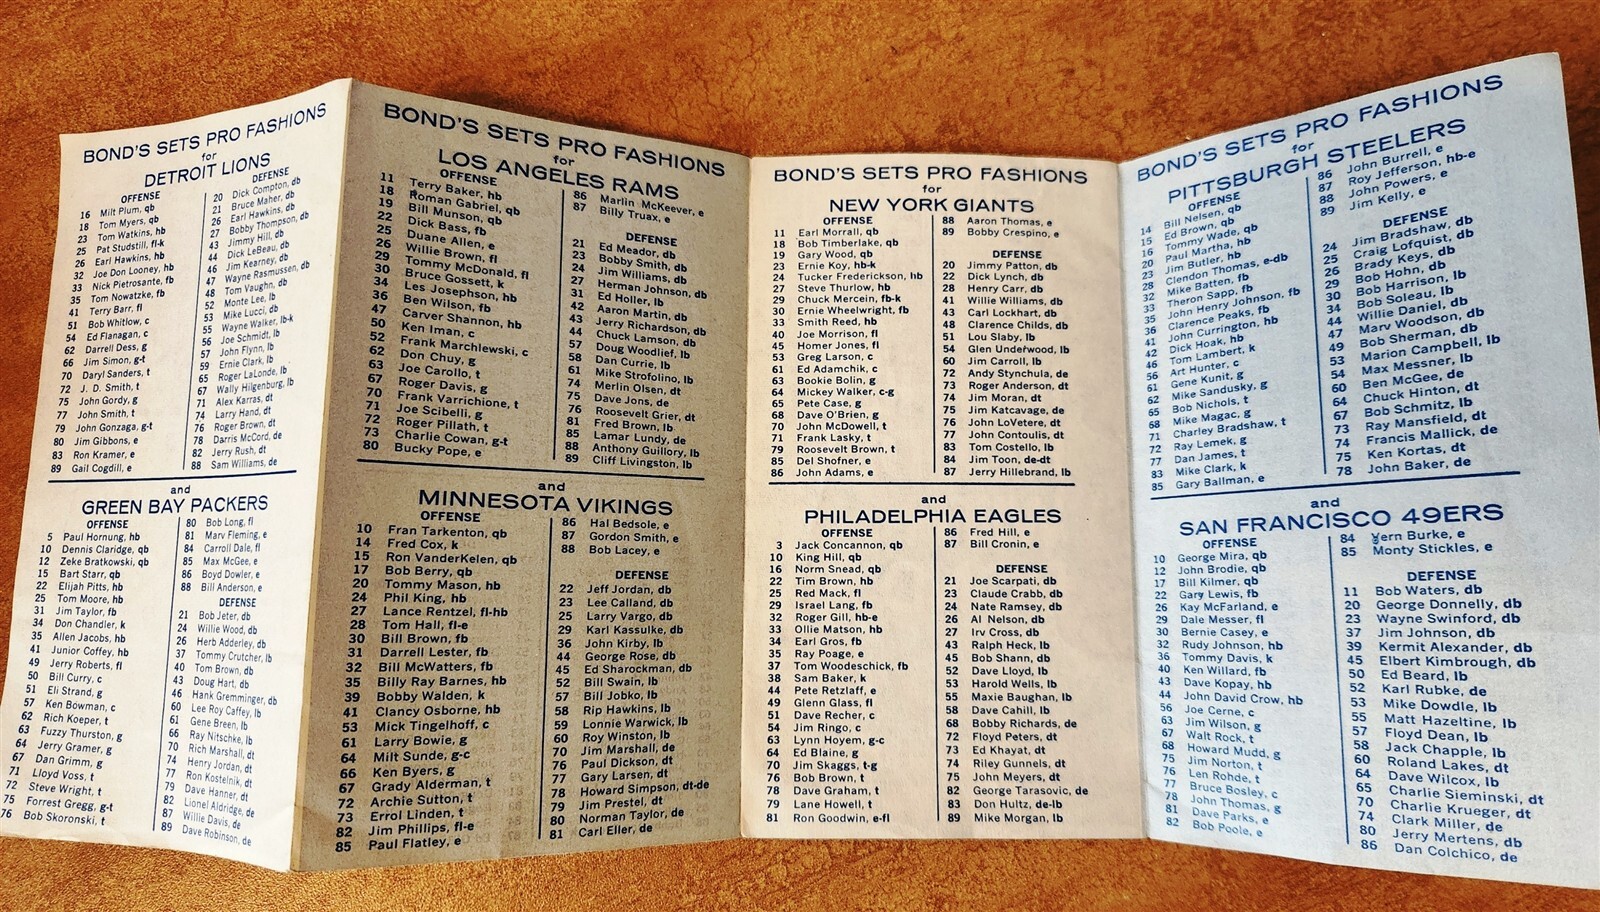 BOND'S SETS PRO FASHIONS
for
DETROIT LIONS
OFFENSE
16 Milt Plum, qb
18 Tom Myers, qb
23 Tom Watkins, hb
25 Pat Studstill, fl-k
26 Earl Hawkins, hb
32 Joe Don Looney, hb
33 Nick Pietrosante, fb
35 Tom Nowatzke, fb
41 Terry Barr, fl
51 Bob Whitlow, c
54 Ed Flanagan, c
62 Darrell Dess, g
66 Jim Simon, g-t
70 Daryl Sanders, t
72 J. D. Smith, t
75 John Gordy, g
77 John Smith, t
79 John Gonzaga, g-t
80 Jim Gibbons, e
83 Ron Kramer, e
89 Gail Cogdill, e
DEFENSE
20 Dick Compton, db
21 Bruce Maher, db
26 Earl Hawkins, db
27 Bobby Thompson, db
43 Jimmy Hill, db
44 Dick LeBeau, db
46 Jim Kearney, db
47 Wayne Rasmussen, db
48 Tom Vaughn, db
52 Monte Lee, lb
53 Mike Lucci, db
55 Wayne Walker, lb-k
56 Joe Schmidt, lb
57 John Flynn, lb
59 Ernie Clark, lb
65 Roger LaLonde, lb
67 Wally Hilgenburg, lb
71 Alex Karras, dt
74 Larry Hand, dt
76 Roger Brown, dt
78 Darris McCord, de
82 Jerry Rush, dt
88 Sam Williams, de
and
GREEN BAY PACKERS
OFFENSE
5 Paul Hornung, hb
10 Dennis Claridge, qb
12 Zeke Bratkowski, qb
15 Bart Starr, qb
22 Elijah Pitts, hb
25 Tom Moore, hb
31 Jim Taylor, fb
34 Don Chandler, k
35 Allen Jacobs, hb
41 Junior Coffey, hb
49 Jerry Roberts, fl
50 Bill Curry, c
51 Eli Strand, g
57 Ken Bowman, c
62 Rich Koeper, t
63 Fuzzy Thurston, g
64 Jerry Gramer, g
67 Dan Grimm, g
71 Lloyd Voss, t
72 Steve Wright, t
75 Forrest Gregg, g-t
76 Bob Skoronski, t
80 Bob Long, fl
81 Marv Fleming, e
84 Carroll Dale, fl
85 Max McGee, e
86 Boyd Dowler, e
88 Bill Anderson, e
DEFENSE
21 Bob Jeter, db
24 Willie Wood, db
26 Herb Adderley, db
37 Tommy Crutcher, lb
40 Tom Brown, db
43 Doug Hart, db
46 Hank Gremminger, db
60 Lee Roy Caffey, lb
61 Gene Breen, lb
66 Ray Nitschke, lb
70 Rich Marshall, dt
74 Henry Jordan, dt
77 Ron Kostelnik, dt
79 Dave Hanner, dt
82 Lionel Aldridge, de
87 Willie Davis, de
89 Dave Robinson, de
BOND'S SETS PRO FASHIONS
for
LOS ANGELES RAMS
OFFENSE
11 Terry Baker, hb
18 Roman Gabriel, qb
19 Bill Munson, qb
22 Dick Bass, fb
25 Duane Allen, e
26 Willie Brown, fl
29 Tommy McDonald, fl
30 Bruce Gossett, k
34 Les Josephson, hb
36 Ben Wilson, fb
47 Carver Shannon, hb
50 Ken Iman, c
52 Frank Marchlewski, c
62 Don Chuy, g
63 Joe Carollo, t
67 Roger Davis, g
70 Frank Varrichione, t
71 Joe Scibelli, g
72 Roger Pillath, t
73 Charlie Cowan, g-t
80 Bucky Pope, e
86 Marlin McKeever, e
87 Billy Truax, e
DEFENSE
21 Ed Meador, db
23 Bobby Smith, db
24 Jim Williams, db
27 Herman Johnson, db
31 Ed Holler, lb
42 Aaron Martin, db
43 Jerry Richardson, db
44 Chuck Lamson, db
57 Doug Woodlief, lb
58 Dan Currie, lb
61 Mike Strofolino, lb
74 Merlin Olsen, dt
75 Dave Jons, de
76 Roosevelt Grier, dt
81 Fred Brown, lb
85 Lamar Lundy, de
88 Anthony Guillory, lb
89 Cliff Livingston, lb
and
MINNESOTA VIKINGS
OFFENSE
10 Fran Tarkenton, qb
14 Fred Cox, k
15 Ron VanderKelen, qb
17 Bob Berry, qb
20 Tommy Mason, hb
24 Phil King, hb
27 Lance Rentzel, fl-hb
28 Tom Hall, fl-e
30 Bill Brown, fb
31 Darrell Lester, fb
32 Bill McWatters, fb
35 Billy Ray Barnes, hb
39 Bobby Walden, k
41 Clancy Osborne, hb
53 Mick Tingelhoff, c
61 Larry Bowie, g
64 Milt Sunde, g-c
66 Ken Byers, g
67 Grady Alderman, t
72 Archie Sutton, t
73 Errol Linden, t
82 Jim Phillips, fl-e
85 Paul Flatley, e
86 Hal Bedsole, e
87 Gordon Smith, e
88 Bob Lacey, e
DEFENSE
22 Jeff Jordan, db
23 Lee Calland, db
25 Larry Vargo, db
29 Karl Kassulke, db
36 John Kirby, lb
44 George Rose, db
45 Ed Sharockman, db
52 Bill Swain, lb
57 Bill Jobko, lb
58 Rip Hawkins, lb
59 Lonnie Warwick, lb
60 Roy Winston, lb
70 Jim Marshall, de
76 Paul Dickson, dt
77 Gary Larsen, dt
78 Howard Simpson, dt-de
79 Jim Prestel, dt
80 Norman Taylor, de
81 Carl Eller, de
BOND'S SETS PRO FASHIONS
for
NEW YORK GIANTS
OFFENSE
11 Earl Morrall, qb
18 Bob Timberlake, qb
19 Gary Wood, qb
23 Ernie Koy, hb-k
24 Tucker Frederickson, hb
27 Steve Thurlow, hb
29 Chuck Mercein, fb-k
30 Ernie Wheelwright, fb
33 Smith Reed, hb
40 Joe Morrison, fl
45 Homer Jones, fl
53 Greg Larson, c
61 Ed Adamchik, c
63 Bookie Bolin, g
64 Mickey Walker, c-g
65 Pete Case, g
68 Dave O'Brien, g
70 John McDowell, t
71 Frank Lasky, t
79 Roosevelt Brown, t
85 Del Shofner, e
86 John Adams, e
88 Aaron Thomas, e
89 Bobby Crespino, e
DEFENSE
20 Jimmy Patton, db
22 Dick Lynch, db
28 Henry Carr, db
41 Willie Williams, db
43 Carl Lockhart, db
48 Clarence Childs, db
51 Lou Slaby, lb
54 Glen Underwood, lb
60 Jim Carroll, lb
72 Andy Stynchula, de
73 Roger Anderson, dt
74 Jim Moran, dt
75 Jim Katcavage, de
76 John LoVetere, dt
77 John Contoulis, dt
83 Tom Costello, lb
84 Jim Toon, de-dt
87 Jerry Hillebrand, lb
and
PHILADELPHIA EAGLES
OFFENSE
3 Jack Concannon, qb
10 King Hill, qb
16 Norm Snead, qb
22 Tim Brown, hb
25 Red Mack, fl
29 Israel Lang, fb
32 Roger Gill, hb-e
33 Ollie Matson, hb
34 Earl Gros, fb
35 Ray Poage, e
37 Tom Woodeschick, fb
38 Sam Baker, k
44 Pete Retzlaff, e
49 Glenn Glass, fl
51 Dave Recher, c
54 Jim Ringo, c
63 Lynn Hoyem, g-c
64 Ed Blaine, g
70 Jim Skaggs, t-g
76 Bob Brown, t
78 Dave Graham, t
79 Lane Howell, t
81 Ron Goodwin, e-fl
86 Fred Hill, e
87 Bill Cronin, e
DEFENSE
21 Joe Scarpati, db
23 Claude Crabb, db
24 Nate Ramsey, db
26 Al Nelson, db
27 Irv Cross, db
43 Ralph Heck, lb
45 Bob Shann, db
52 Dave Lloyd, lb
53 Harold Wells, lb
55 Maxie Baughan, lb
58 Dave Cahill, lb
68 Bobby Richards, de
72 Floyd Peters, dt
73 Ed Khayat, dt
74 Riley Gunnels, dt
75 John Meyers, dt
82 George Tarasovic, de
83 Don Hultz, de-lb
89 Mike Morgan, lb
BOND'S SETS PRO FASHIONS
for
PITTSBURGH STEELERS
OFFENSE
14 Bill Nelsen, qb
15 Ed Brown, qb
16 Tommy Wade, qb
20 Paul Martha, hb
23 Jim Butler, hb
28 Clendon Thomas, e-db
32 Mike Batten, fb
33 Theron Sapp, fb
35 John Henry Johnson, fb
36 Clarence Peaks, fb
41 John Currington, hb
42 Dick Hoak, hb
46 Tom Lambert, k
56 Art Hunter, c
61 Gene Kunit, g
62 Mike Sandusky, g
65 Bob Nichols, t
68 Mike Magac, g
71 Charley Bradshaw, t
72 Ray Lemek, g
77 Dan James, t
83 Mike Clark, k
85 Gary Ballman, e
86 John Burrell, e
87 Roy Jefferson, hb-e
88 John Powers, e
89 Jim Kelly, e
DEFENSE
24 Jim Bradshaw, db
25 Craig Lofquist, db
26 Brady Keys, db
29 Bob Hohn, db
30 Bob Harrison, lb
34 Bob Soleau, lb
44 Willie Daniel, db
47 Marv Woodson, db
49 Bob Sherman, db
53 Marion Campbell, lb
54 Max Messner, lb
60 Ben McGee, de
64 Chuck Hinton, dt
67 Bob Schmitz, lb
73 Ray Mansfield, dt
74 Francis Mallick, de
75 Ken Kortas, dt
78 John Baker, de
and
SAN FRANCISCO 49ERS
OFFENSE
10 George Mira, qb
12 John Brodie, qb
17 Bill Kilmer, qb
22 Gary Lewis, fb
26 Kay McFarland, e
29 Dale Messer, fl
30 Bernie Casey, e
32 Rudy Johnson, hb
36 Tommy Davis, k
40 Ken Willard, fb
43 Dave Kopay, hb
44 John David Crow, hb
56 Joe Cerne, c
63 Jim Wilson, g
67 Walt Rock, t
68 Howard Mudd, g
75 Jim Norton, t
76 Len Rohde, t
77 Bruce Bosley, c
78 John Thomas, g
81 Dave Parks, e
82 Bob Poole, e
84 Vern Burke, e
85 Monty Stickles, e
DEFENSE
11 Bob Waters, db
20 George Donnelly, db
23 Wayne Swinford, db
37 Jim Johnson, db
39 Kermit Alexander, db
45 Elbert Kimbrough, db
50 Ed Beard, lb
52 Karl Rubke, de
53 Mike Dowdle, lb
55 Matt Hazeltine, lb
57 Floyd Dean, lb
58 Jack Chapple, lb
60 Roland Lakes, dt
64 Dave Wilcox, lb
65 Charlie Sieminski, dt
70 Charlie Krueger, dt
74 Clark Miller, de
80 Jerry Mertens, db
86 Dan Colchico, de